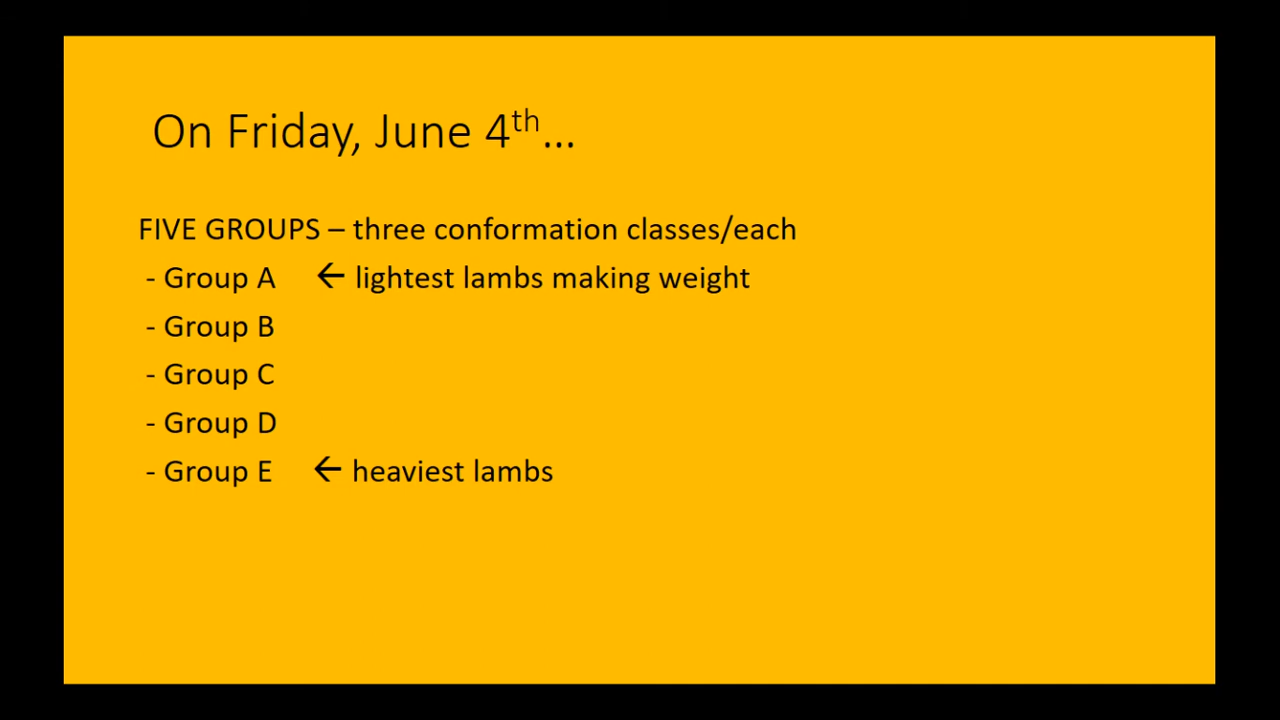 On Friday, June 4th...
FIVE GROUPS – three conformation classes/each
- Group A ← lightest lambs making weight
- Group B
- Group C
- Group D
- Group E ← heaviest lambs